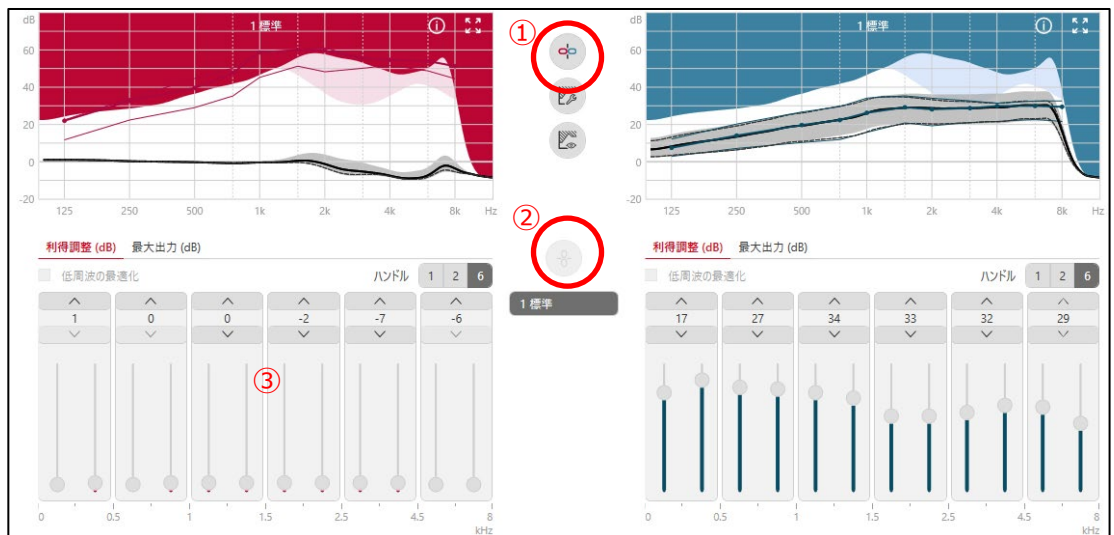 dB
1 標準
60
40
20
0
-20
125 250 500 1k 2k 4k 8k Hz
①
②
1 標準
dB
1 標準
60
40
20
0
-20
125 250 500 1k 2k 4k 8k Hz
利得調整 (dB) 最大出力 (dB)
低周波の最適化 ハンドル 1 2 6
1 0 0 -2 -7 -6
③
0 0.5 1 1.5 2.5 4.5 8
kHz
利得調整 (dB) 最大出力 (dB)
低周波の最適化 ハンドル 1 2 6
17 27 34 33 32 29
0 0.5 1 1.5 2.5 4.5 8
kHz